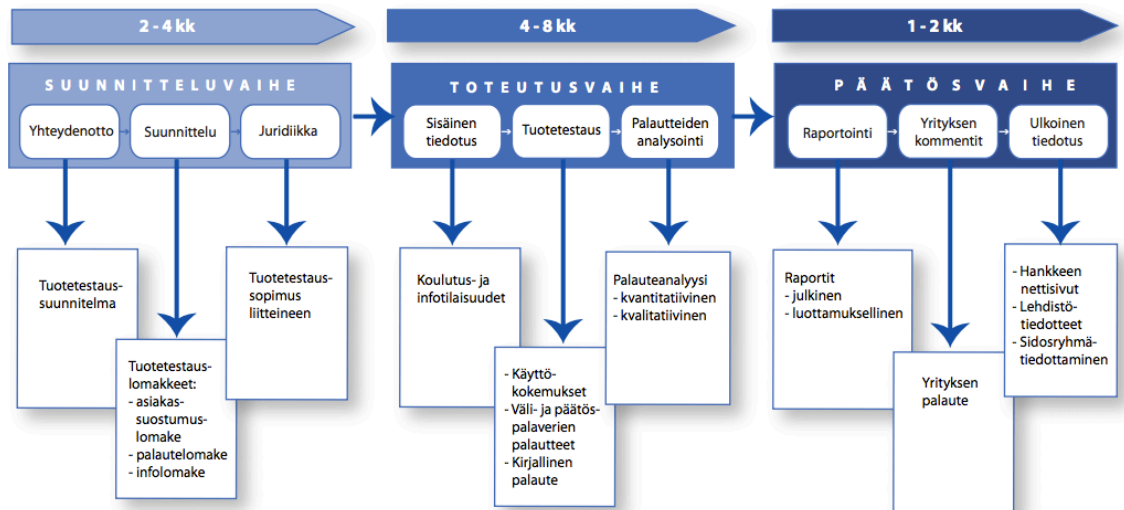 2 - 4 kk
4 - 8 kk
1 - 2 kk
SUUNNITTELUVAIHE
Yhteydenotto
Suunnittelu
Juridiikka
TOTEUTUSVAIHE
Sisäinen
tiedotus
Tuotetestaus
Palautteiden
analysointi
PÄÄTÖSVAIHE
Raportointi
Yrityksen
kommentit
Ulkoinen
tiedotus
Tuotetestaus-
suunnitelma
Tuotetestaus-
lomakkeet:
- asiakas-
suostumus-
lomake
- palautelomake
- infolomake
Tuotetestaus-
sopimus
liitteineen
Koulutus- ja
infotilaisuudet
- Käyttö-
kokemukset
- Väli- ja päätös-
palaverien
palautteet
- Kirjallinen
palaute
Palauteanalyysi
- kvantitatiivinen
- kvalitatiivinen
Raportit
- julkinen
- luottamuksellinen
Yrityksen
palaute
- Hankkeen
nettisivut
- Lehdistö-
tiedotteet
- Sidosryhmä-
tiedottaminen